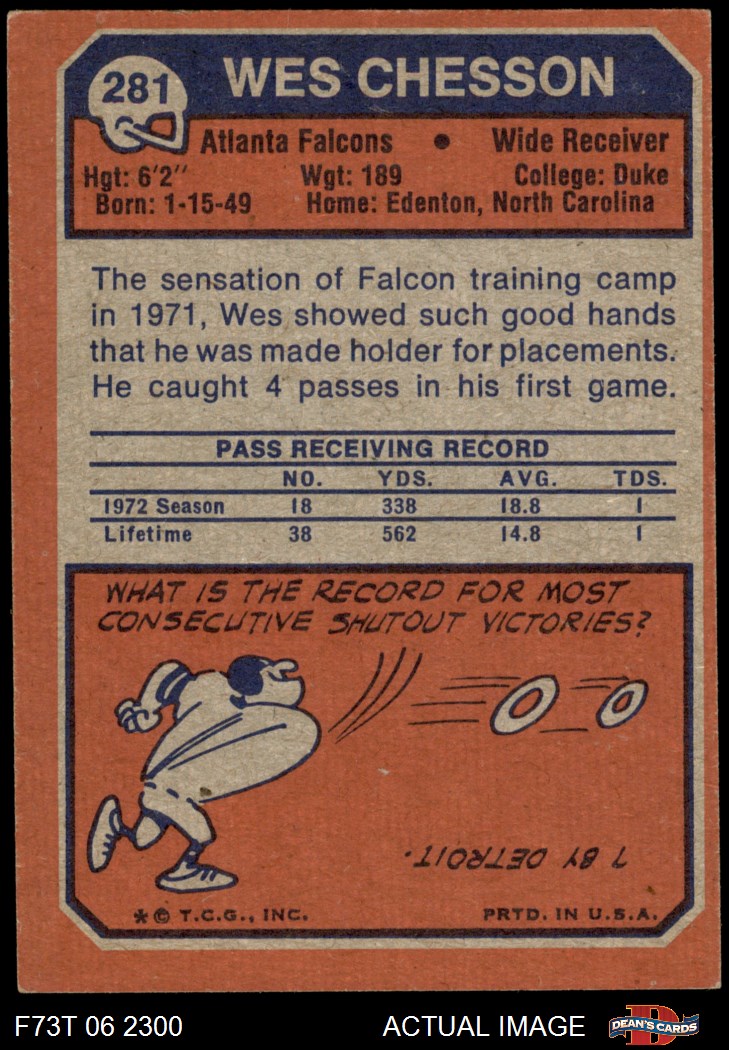 281
WES CHESSON
Atlanta Falcons • Wide Receiver
Hgt: 6'2" Wgt: 189 College: Duke
Born: 1-15-49 Home: Edenton, North Carolina
The sensation of Falcon training camp
in 1971, Wes showed such good hands
that he was made holder for placements.
He caught 4 passes in his first game.
PASS RECEIVING RECORD
NO. YDS. AVG. TDS.
1972 Season 18 338 18.8 1
Lifetime 38 562 14.8 1
WHAT IS THE RECORD FOR MOST
CONSECUTIVE SHUTOUT VICTORIES?
7 BY DETROIT.
*© T.C.G., INC. PRTD. IN U.S.A.
F73T 06 2300 ACTUAL IMAGE D DEAN'S CARDS